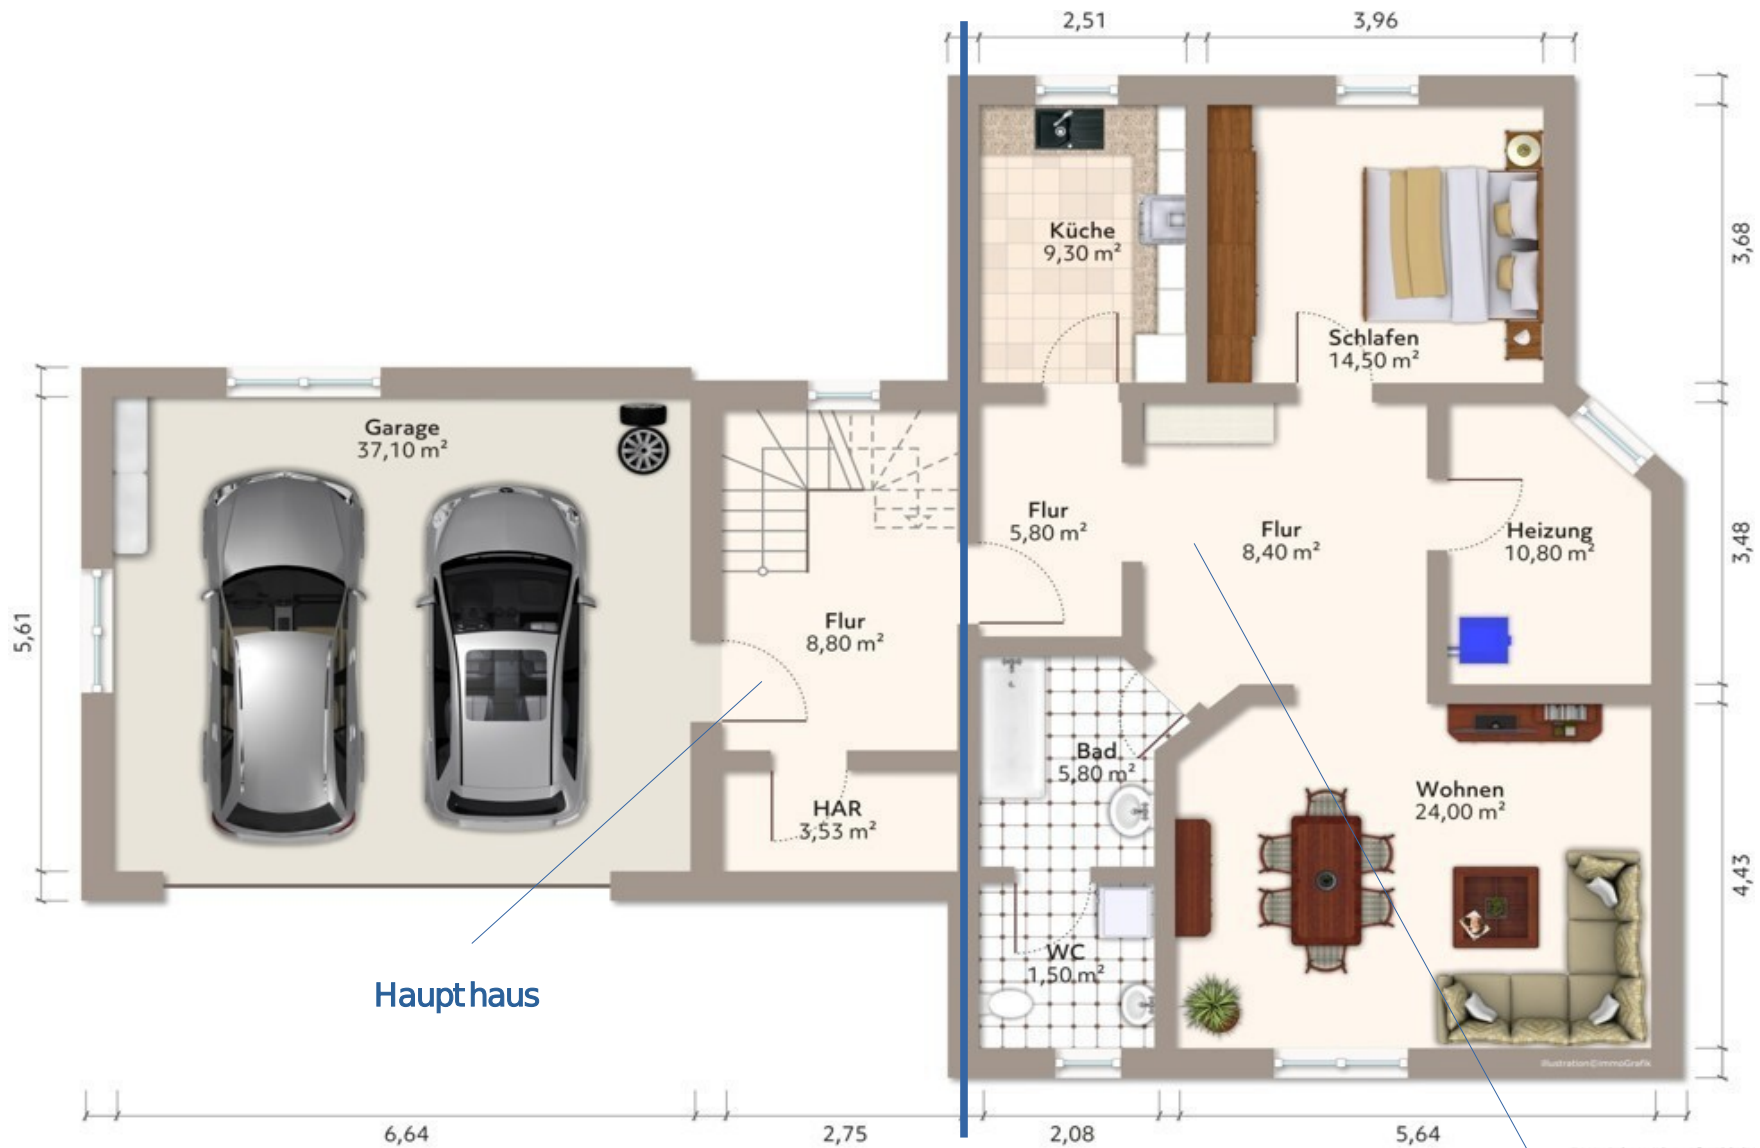 2,51
3,96
Küche
9,30 m²
3,68
Schlafen
14,50 m²
Garage
37,10 m²
Flur
5,80 m²
Flur
8,40 m²
Heizung
10,80 m²
3,48
5,61
Flur
8,80 m²
Bad
5,80 m²
Wohnen
24,00 m²
HAR
3,53 m²
4,43
WC
1,50 m²
Haupthaus
Illustration©immoGrafik
6,64
2,75
2,08
5,64